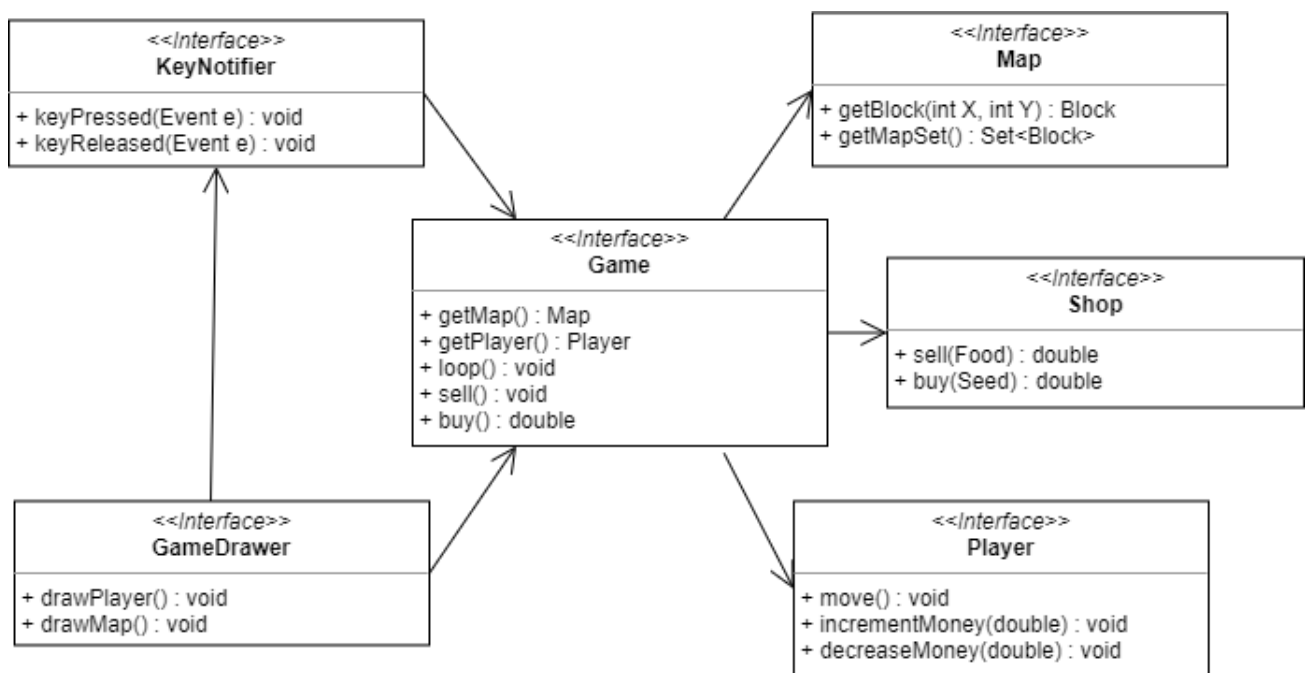 <<Interface>>
KeyNotifier
+ keyPressed(Event e) : void
+ keyReleased(Event e) : void
<<Interface>>
Map
+ getBlock(int X, int Y) : Block
+ getMapSet() : Set<Block>
<<Interface>>
Game
+ getMap() : Map
+ getPlayer() : Player
+ loop() : void
+ sell() : void
+ buy() : double
<<Interface>>
Shop
+ sell(Food) : double
+ buy(Seed) : double
<<Interface>>
GameDrawer
+ drawPlayer() : void
+ drawMap() : void
<<Interface>>
Player
+ move() : void
+ incrementMoney(double) : void
+ decreaseMoney(double) : void